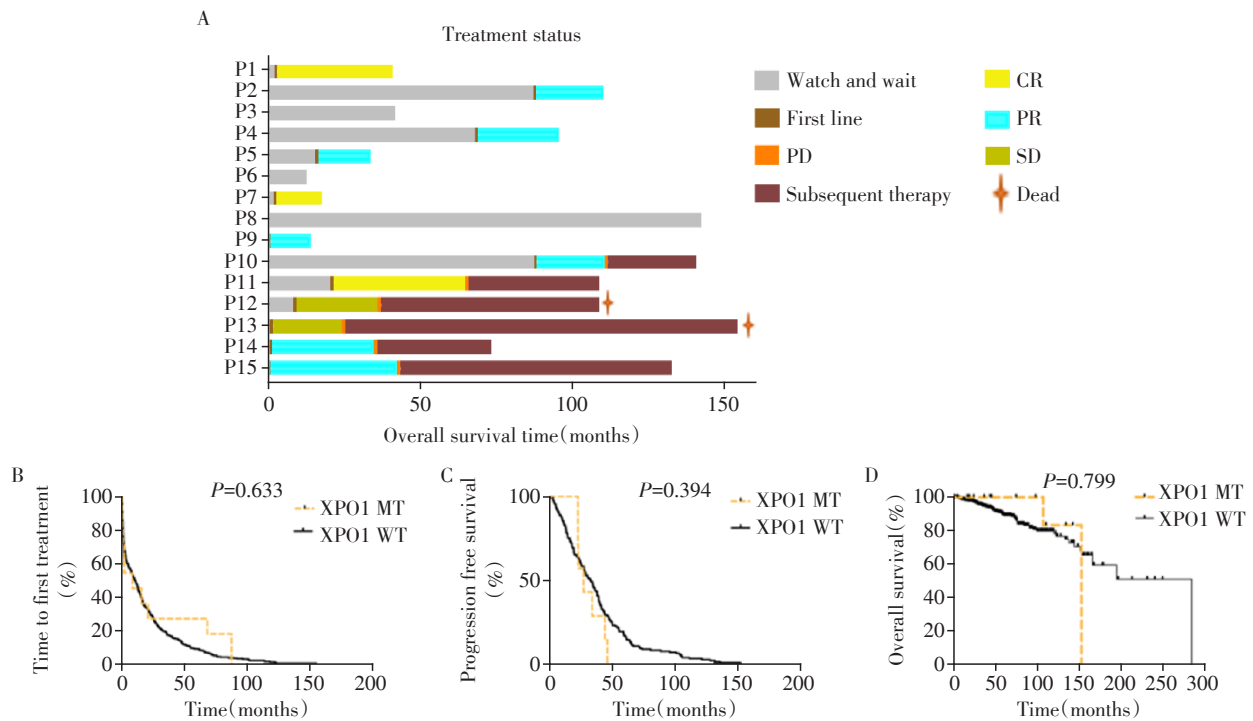 A
Treatment status
P1
P2
P3
P4
P5
P6
P7
P8
P9
P10
P11
P12
P13
P14
P15
0 50 100 150
Overall survival time(months)
Watch and wait
First line
PD
Subsequent therapy
CR
PR
SD
Dead
B
P=0.633
XPO1 MT
XPO1 WT
Time to first treatment
(%)
100
80
60
40
20
0
0 50 100 150 200
Time(months)
C
P=0.394
XPO1 MT
XPO1 WT
Progression free survival
(%)
100
50
0
0 50 100 150 200
Time(months)
D
P=0.799
XPO1 MT
XPO1 WT
Overall survival(%)
100
80
60
40
20
0
0 50 100 150 200 250 300
Time(months)